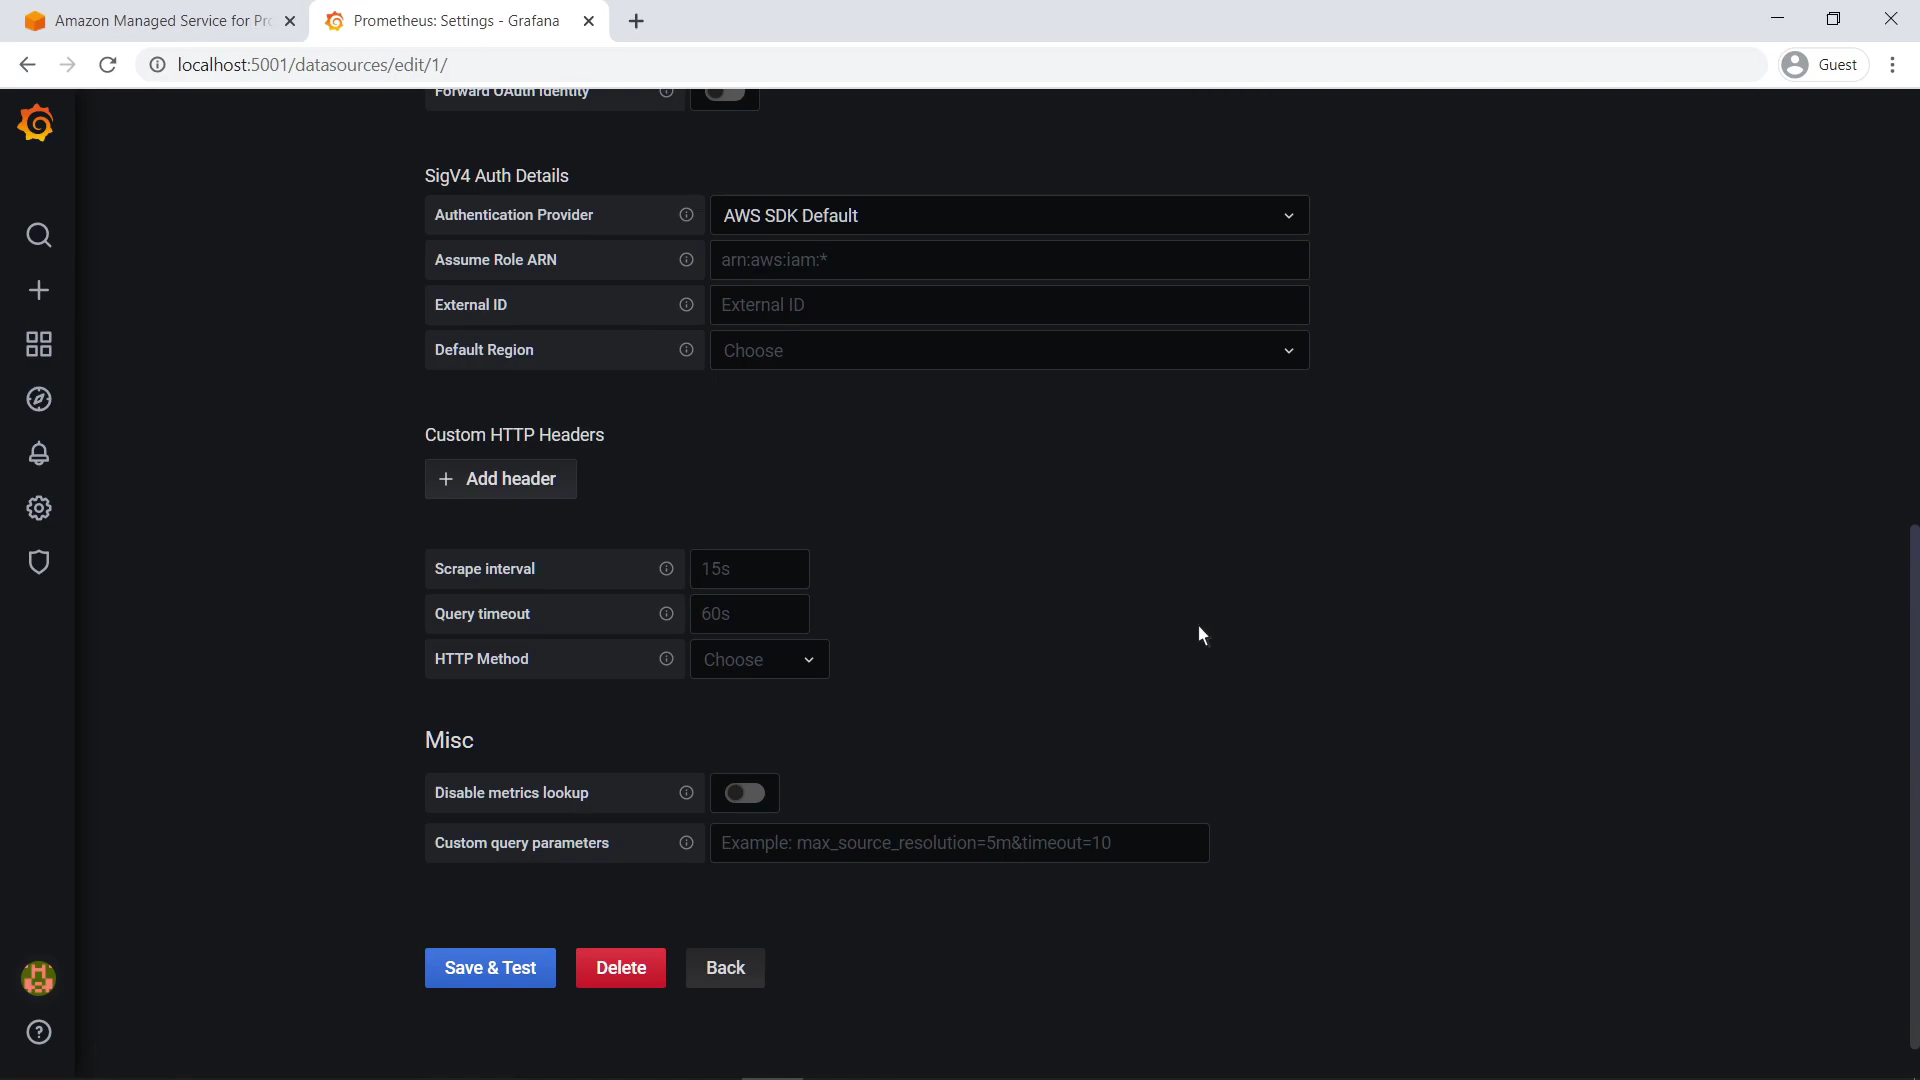 Amazon Managed Service for Pr
Prometheus: Settings - Grafana
localhost:5001/datasources/edit/1/
Guest
Forward OAuth Identity
SigV4 Auth Details
Authentication Provider
AWS SDK Default
Assume Role ARN
arn:aws:iam:*
External ID
External ID
Default Region
Choose
Custom HTTP Headers
+ Add header
Scrape interval
15s
Query timeout
60s
HTTP Method
Choose
Misc
Disable metrics lookup
Custom query parameters
Example: max_source_resolution=5m&timeout=10
Save & Test
Delete
Back